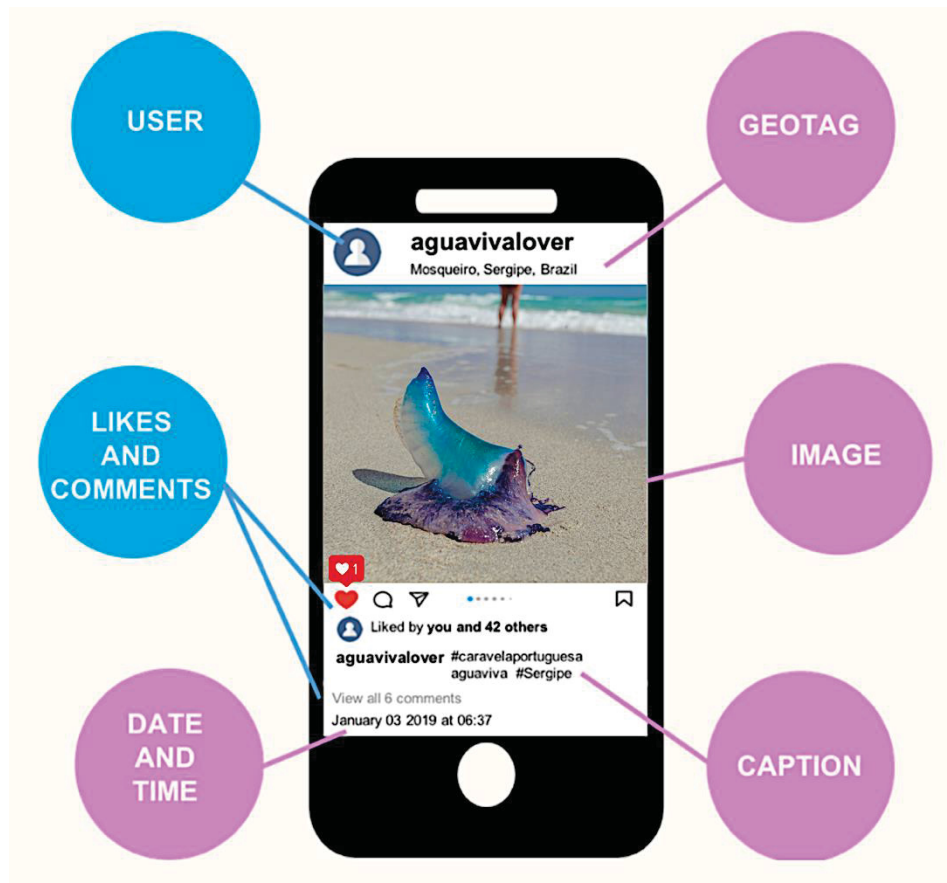 USER
GEOTAG
aguavivalover
Mosqueiro, Sergipe, Brazil
LIKES
AND
COMMENTS
IMAGE
1
Liked by you and 42 others
aguavivalover #caravelaportuguesa
aguaviva #Sergipe
View all 6 comments
January 03 2019 at 06:37
DATE
AND
TIME
CAPTION